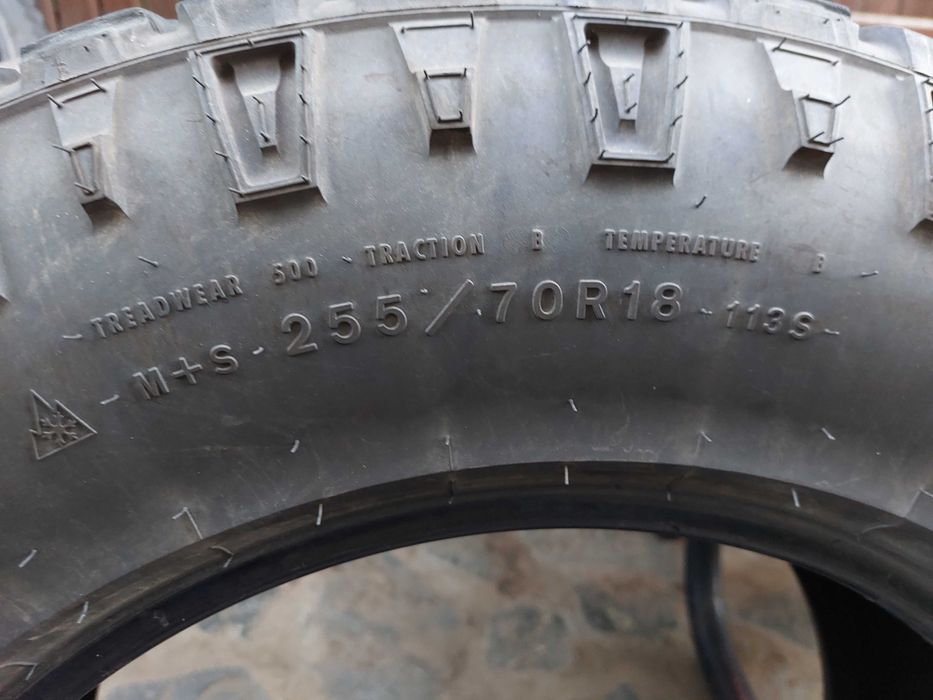 TREADWEAR 500 TRACTION B TEMPERATURE B
M+S 255/70R18 113S